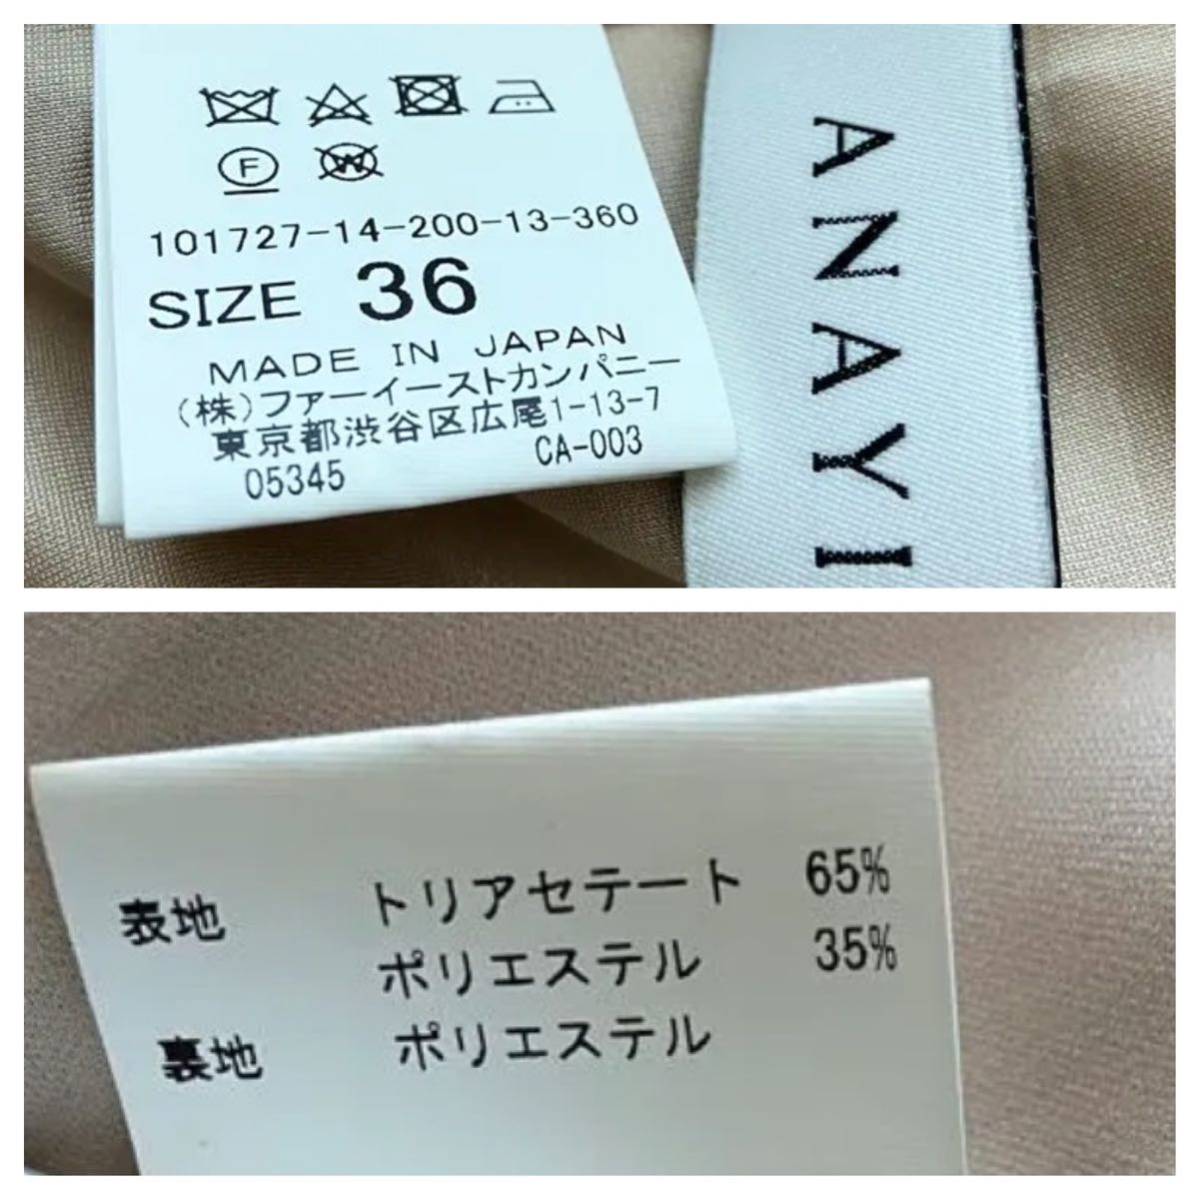 F
W
101727-14-200-13-360
SIZE 36
MADE IN JAPAN
(株)ファーイーストカンパニー
東京都渋谷区広尾1-13-7
05345 CA-003
ANAYI
表地 トリアセテート 65%
ポリエステル 35%
裏地 ポリエステル